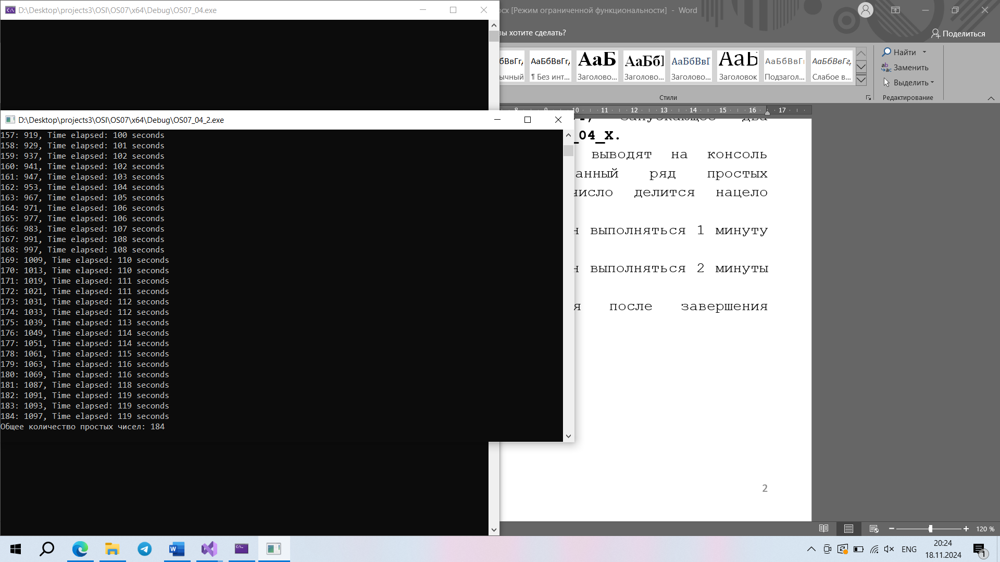 D:\Desktop\projects3\OSI\OS07\x64\Debug\OS07_04.exe
осх [Режим ограниченной функциональности] - Word
вы хотите сделать?
Поделиться
АаБбВвГг, АаБбВвГг, АаБ АаБбІ АаБбВвГ АаБ АаБбВвГ АаБбВвГг,
ычный ¶ Без инт... Заголово... Заголово... Заголово... Заголовок Подзагол... Слабое в...
Стили
Найти
Заменить
Выделить
Редактирование
8 9 10 11 12 13 14 15 16 17
D:\Desktop\projects3\OSI\OS07\x64\Debug\OS07_04_2.exe
157: 919, Time elapsed: 100 seconds
158: 929, Time elapsed: 101 seconds
159: 937, Time elapsed: 102 seconds
160: 941, Time elapsed: 102 seconds
161: 947, Time elapsed: 103 seconds
162: 953, Time elapsed: 104 seconds
163: 967, Time elapsed: 105 seconds
164: 971, Time elapsed: 106 seconds
165: 977, Time elapsed: 106 seconds
166: 983, Time elapsed: 107 seconds
167: 991, Time elapsed: 108 seconds
168: 997, Time elapsed: 108 seconds
169: 1009, Time elapsed: 110 seconds
170: 1013, Time elapsed: 110 seconds
171: 1019, Time elapsed: 111 seconds
172: 1021, Time elapsed: 111 seconds
173: 1031, Time elapsed: 112 seconds
174: 1033, Time elapsed: 112 seconds
175: 1039, Time elapsed: 113 seconds
176: 1049, Time elapsed: 114 seconds
177: 1051, Time elapsed: 114 seconds
178: 1061, Time elapsed: 115 seconds
179: 1063, Time elapsed: 116 seconds
180: 1069, Time elapsed: 116 seconds
181: 1087, Time elapsed: 118 seconds
182: 1091, Time elapsed: 119 seconds
183: 1093, Time elapsed: 119 seconds
184: 1097, Time elapsed: 119 seconds
Общее количество простых чисел: 184
запускающее два
_04_X.
выводят на консоль
анный ряд простых
число делится нацело
н выполняться 1 минуту
н выполняться 2 минуты
я после завершения
2
120 %
ENG
20:24
18.11.2024
1